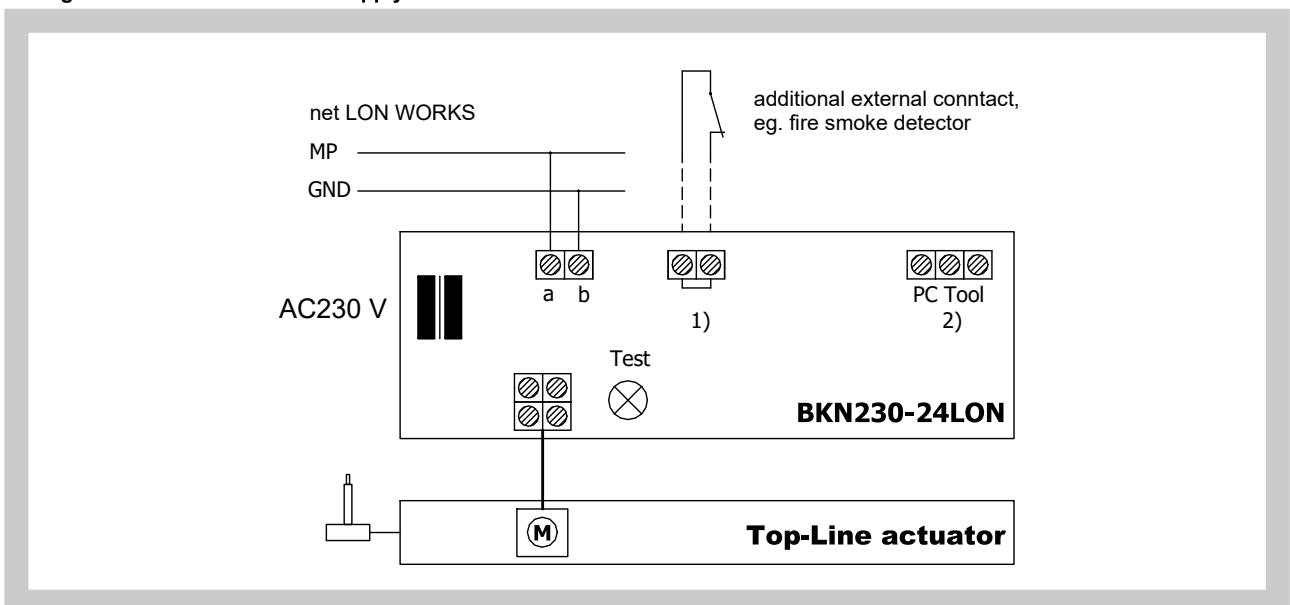 supply
net LON WORKS
additional external conntact,
eg. fire smoke detector
MP
GND
AC230 V
a b
1)
PC Tool
2)
Test
BKN230-24LON
M
Top-Line actuator